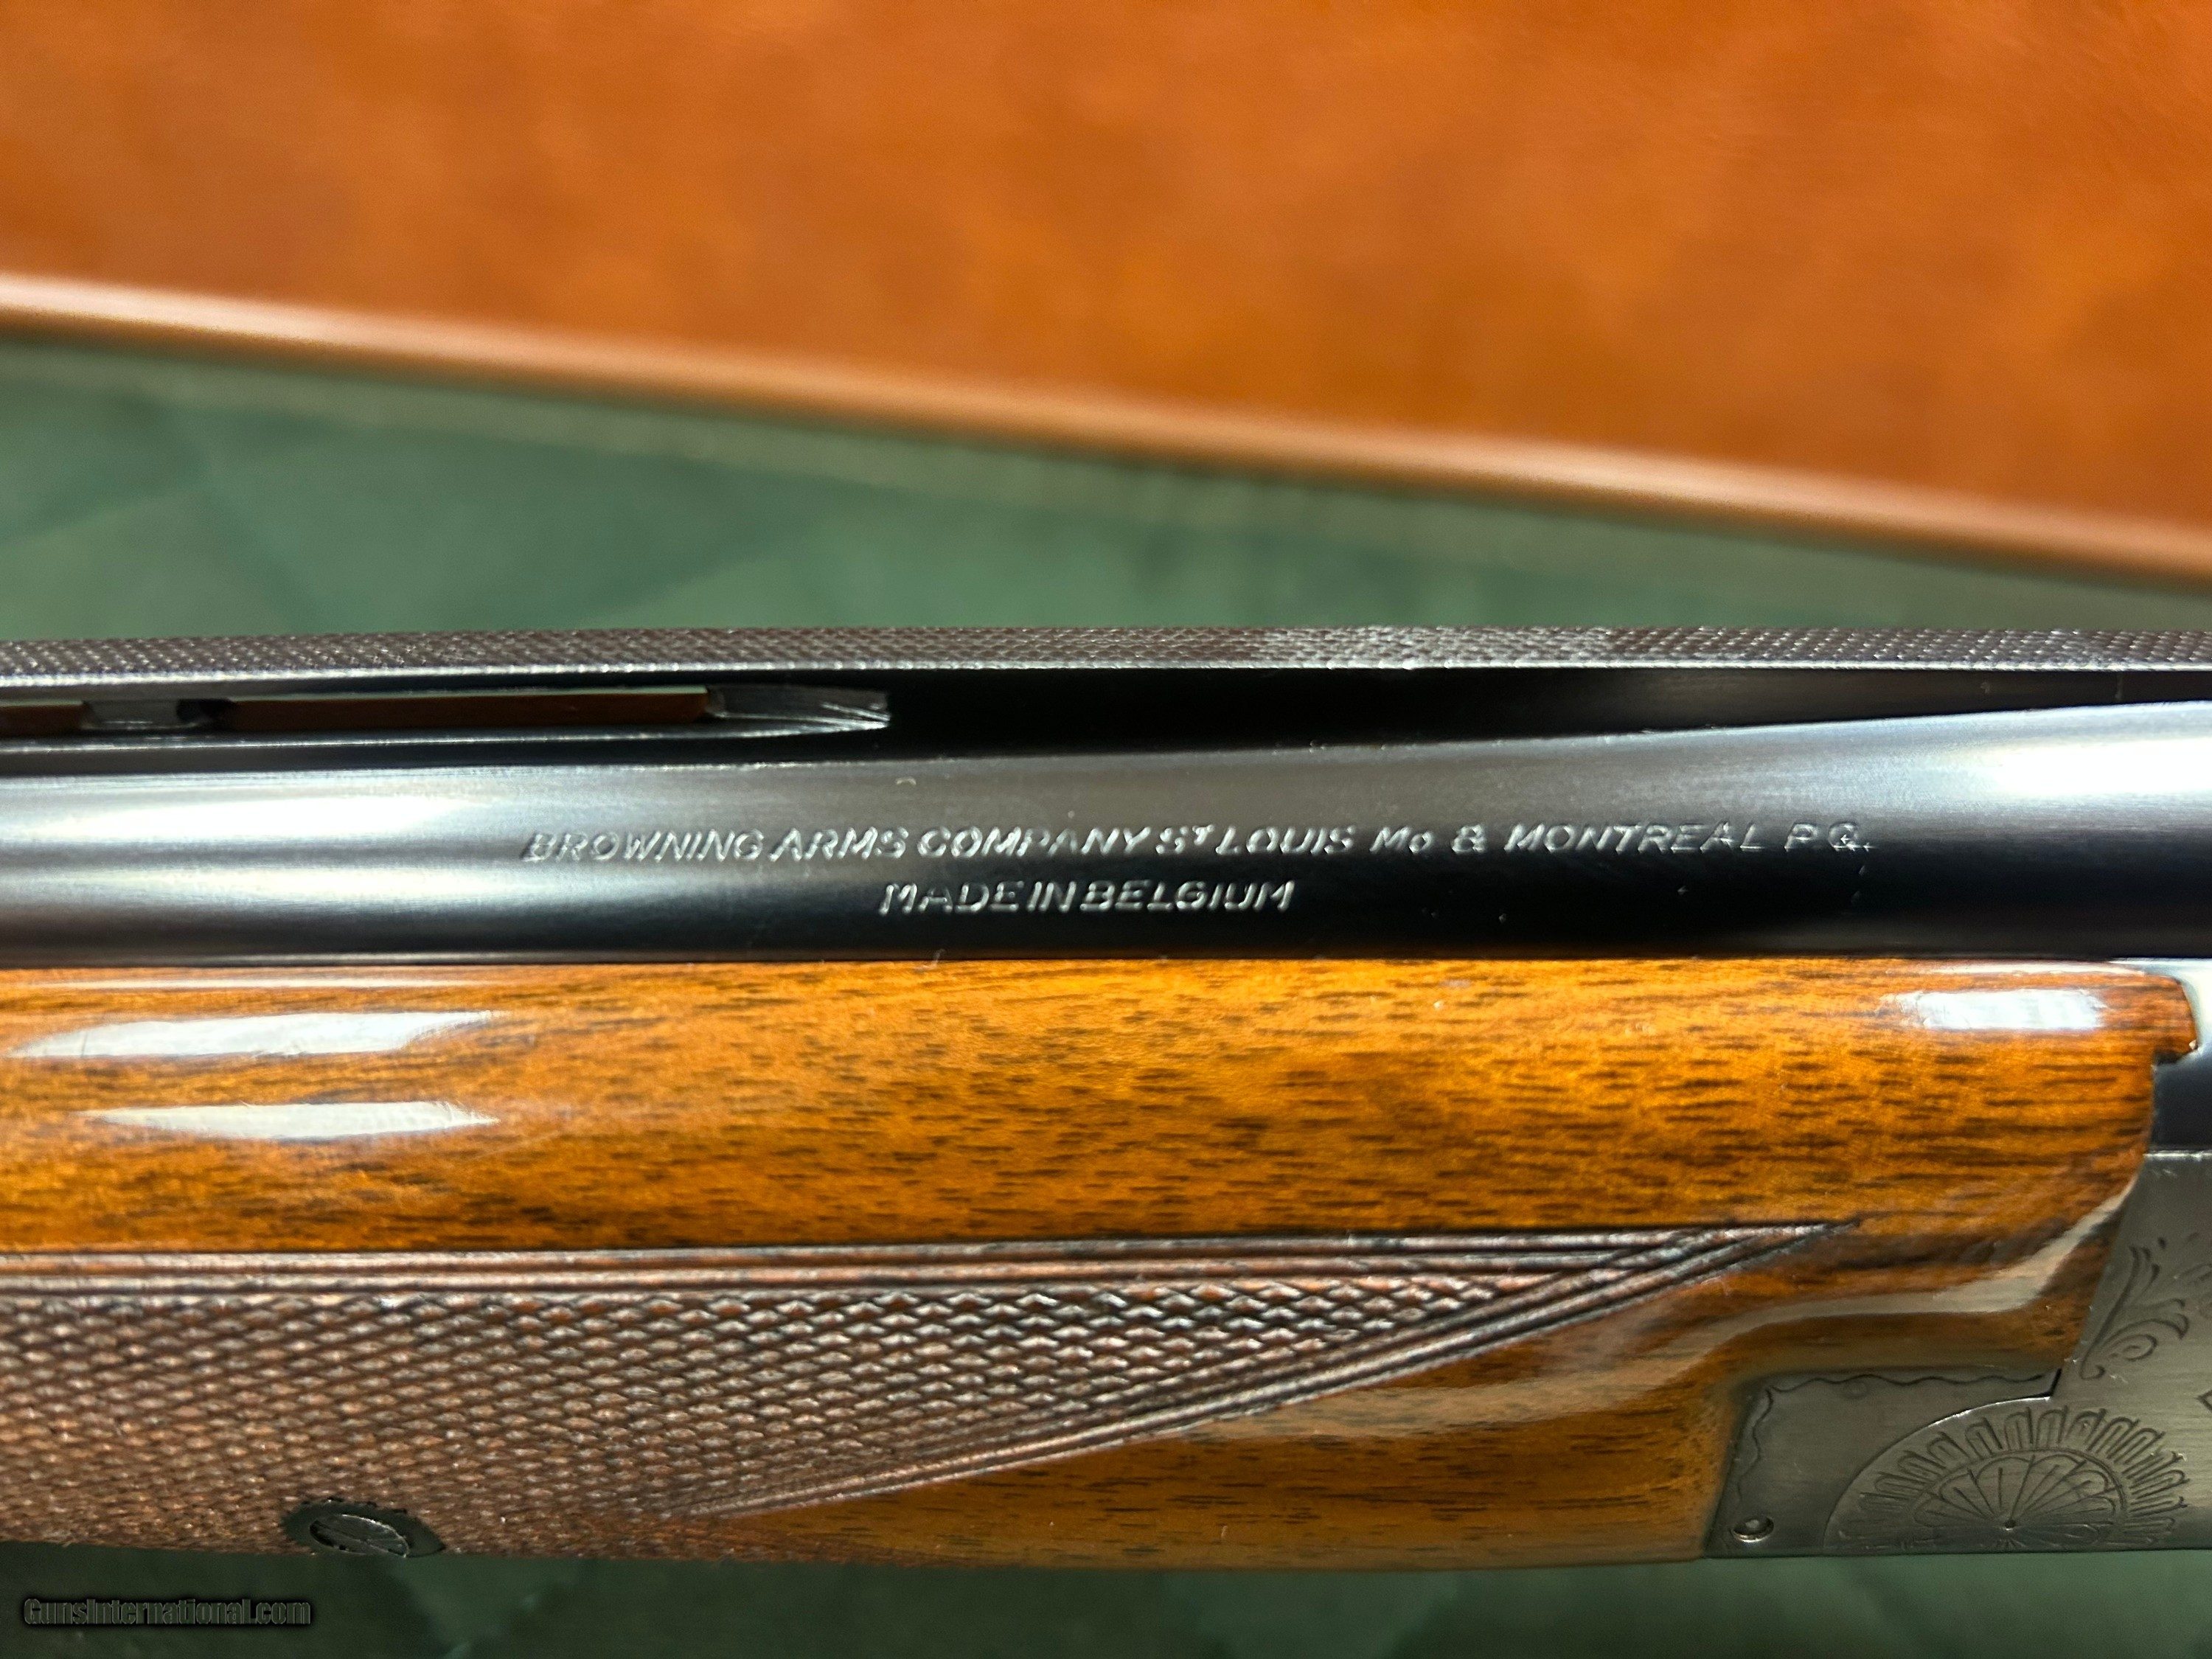 BROWNING ARMS COMPANY ST LOUIS Mo & MONTREAL P.Q.
MADE IN BELGIUM
GunsInternational.com